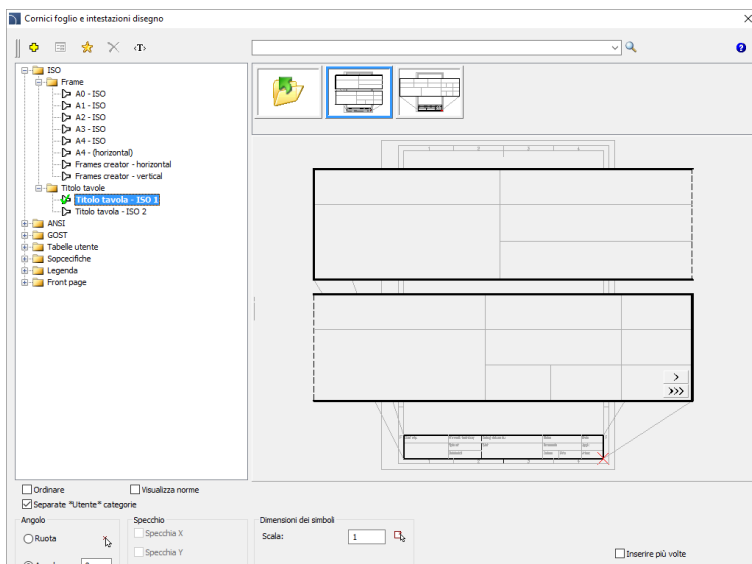 Cornici foglio e intestazioni disegno
‹T›
ISO
Frame
A0 - ISO
A1 - ISO
A2 - ISO
A3 - ISO
A4 - ISO
A4 - (horizontal)
Frames creator - horizontal
Frames creator - vertical
Titolo tavole
Titolo tavola - ISO 1
Titolo tavola - ISO 2
ANSI
GOST
Tabelle utente
Sopcecifiche
Legenda
Front page
>
>>>
Ordinare
Visualizza norme
Separate "Utente" categorie
Angolo
Specchio
Dimensioni dei simboli
Ruota
Specchia X
Scala:
1
Specchia Y
Inserire più volte